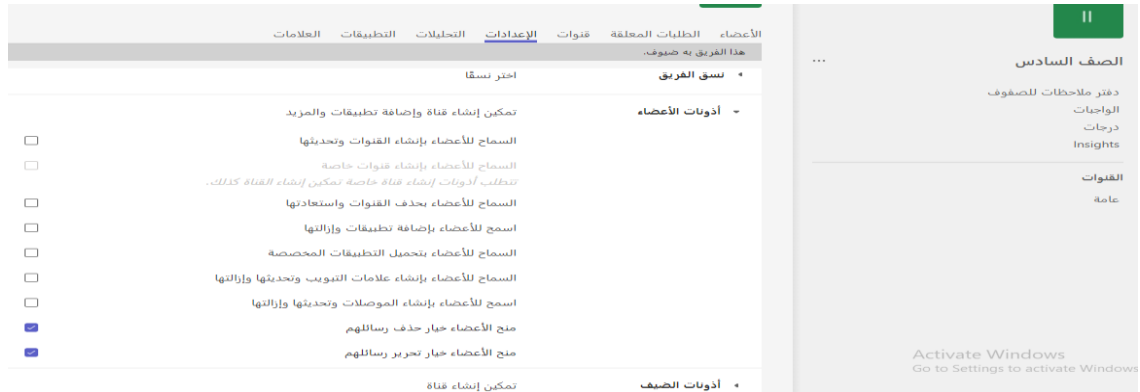 الأعضاء الطلبات المعلقة قنوات الإعدادات التحليلات التطبيقات العلامات
هذا الفريق به ضيوف.
نسق الفريق اختر نسقًا
أذونات الأعضاء تمكين إنشاء قناة وإضافة تطبيقات والمزيد
السماح للأعضاء بإنشاء القنوات وتحديثها
السماح للأعضاء بإنشاء قنوات خاصة
تتطلب أذونات إنشاء قناة خاصة تمكين إنشاء القناة كذلك.
السماح للأعضاء بحذف القنوات واستعادتها
اسمح للأعضاء بإضافة تطبيقات وإزالتها
السماح للأعضاء بتحميل التطبيقات المخصصة
السماح للأعضاء بإنشاء علامات التبويب وتحديثها وإزالتها
اسمح للأعضاء بإنشاء الموصلات وتحديثها وإزالتها
منح الأعضاء خيار حذف رسائلهم
منح الأعضاء خيار تحرير رسائلهم
أذونات الضيف تمكين إنشاء قناة
الصف السادس
دفتر ملاحظات للصفوف
الواجبات
درجات
Insights
القنوات
عامة
Activate Windows
Go to Settings to activate Windows